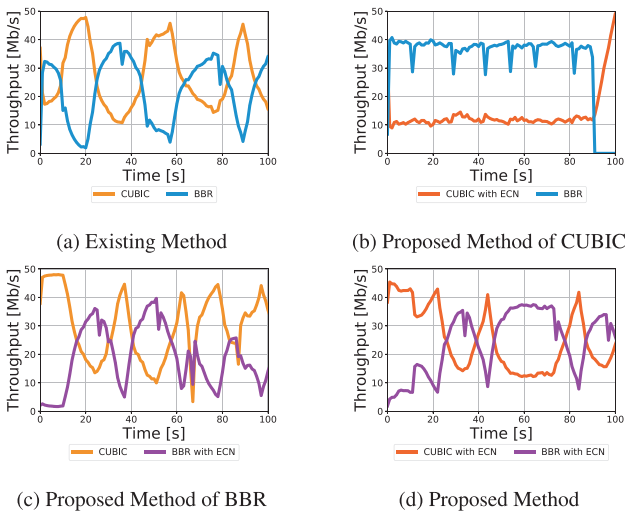 Throughput [Mb/s]
50
40
30
20
10
0
0 20 40 60 80 100
Time [s]
CUBIC BBR
(a) Existing Method
Throughput [Mb/s]
50
40
30
20
10
0
0 20 40 60 80 100
Time [s]
CUBIC with ECN BBR
(b) Proposed Method of CUBIC
Throughput [Mb/s]
50
40
30
20
10
0
0 20 40 60 80 100
Time [s]
CUBIC BBR with ECN
(c) Proposed Method of BBR
Throughput [Mb/s]
50
40
30
20
10
0
0 20 40 60 80 100
Time [s]
CUBIC with ECN BBR with ECN
(d) Proposed Method